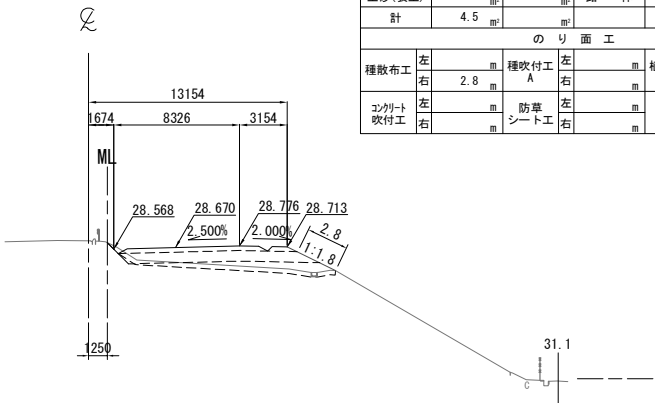 計 4.5 m² m²
のり面工
種散布工 左 m 種吹付工A 左 m
右 2.8 m 右 m
コンクリート吹付工 左 m 防草シート工 左 m
右 m 右 m
℄
13154
1674 8326 3154
ML
28.568 28.670 28.776 28.713
2.500% 2.000% 2.8
1:1.8
1250
31.1
C